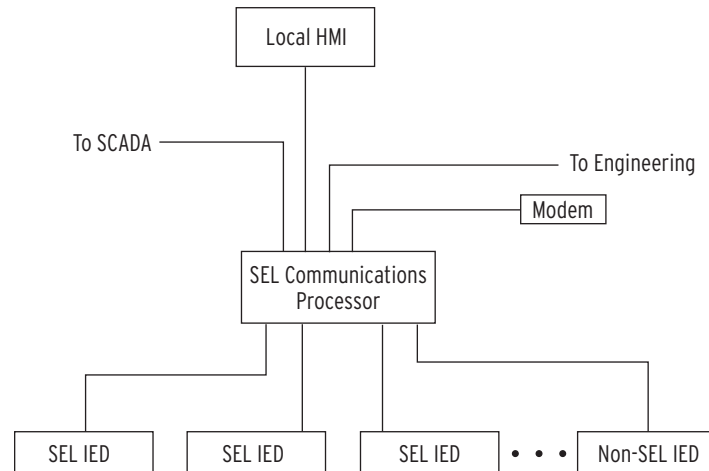 Local HMI
To SCADA
To Engineering
Modem
SEL Communications
Processor
SEL IED
SEL IED
SEL IED
Non-SEL IED